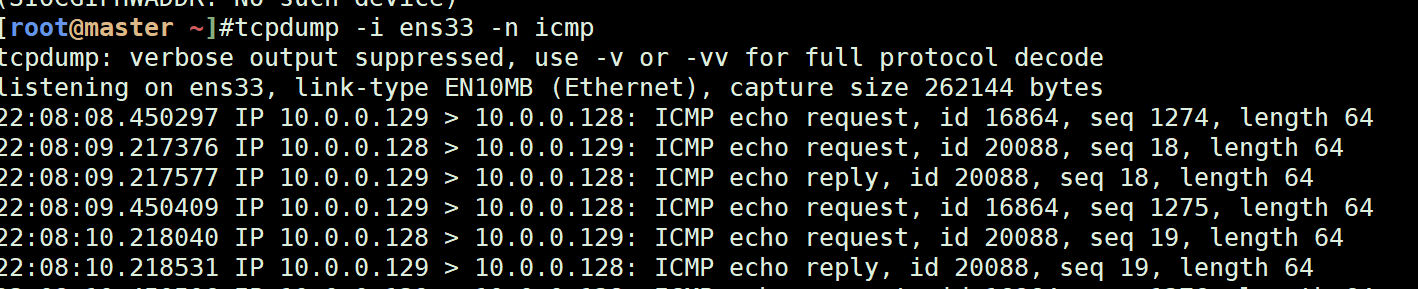 (SIOCGIFHWADDR: No such device)
[root@master ~]#tcpdump -i ens33 -n icmp
tcpdump: verbose output suppressed, use -v or -vv for full protocol decode
listening on ens33, link-type EN10MB (Ethernet), capture size 262144 bytes
22:08:08.450297 IP 10.0.0.129 > 10.0.0.128: ICMP echo request, id 16864, seq 1274, length 64
22:08:09.217376 IP 10.0.0.128 > 10.0.0.129: ICMP echo request, id 20088, seq 18, length 64
22:08:09.217577 IP 10.0.0.129 > 10.0.0.128: ICMP echo reply, id 20088, seq 18, length 64
22:08:09.450409 IP 10.0.0.129 > 10.0.0.128: ICMP echo request, id 16864, seq 1275, length 64
22:08:10.218040 IP 10.0.0.128 > 10.0.0.129: ICMP echo request, id 20088, seq 19, length 64
22:08:10.218531 IP 10.0.0.129 > 10.0.0.128: ICMP echo reply, id 20088, seq 19, length 64